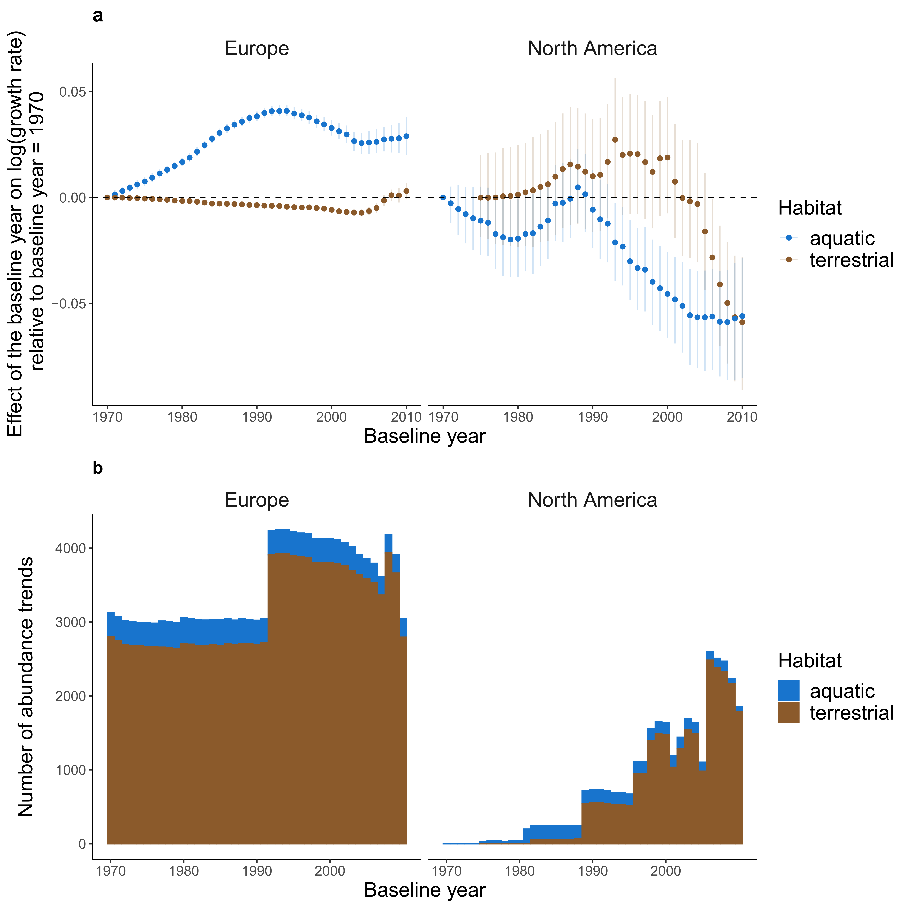 a
Europe
North America
Effect of the baseline year on log(growth rate)
relative to baseline year = 1970
0.05
0.00
−0.05
1970
1980
1990
2000
2010
1970
1980
1990
2000
2010
Baseline year
Habitat
aquatic
terrestrial
b
Europe
North America
Number of abundance trends
4000
3000
2000
1000
0
1970
1980
1990
2000
1970
1980
1990
2000
Baseline year
Habitat
aquatic
terrestrial